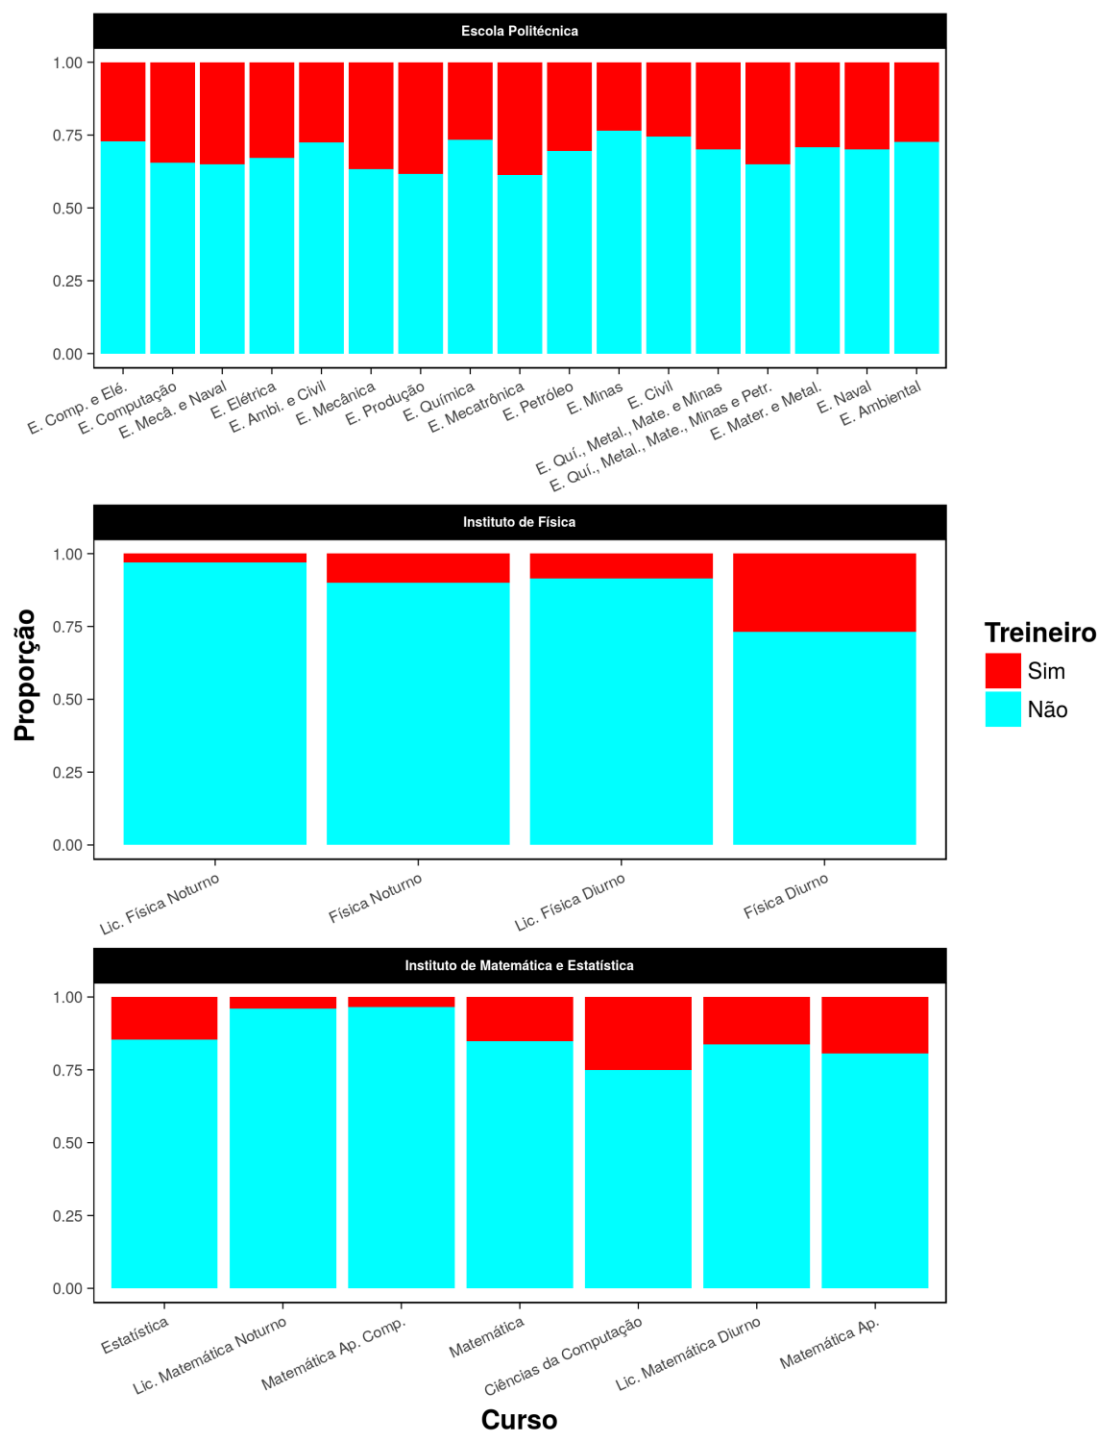 Escola Politécnica
1.00
0.75
0.50
0.25
0.00
E. Comp. e Elé.
E. Computação
E. Mecâ. e Naval
E. Elétrica
E. Ambi. e Civil
E. Mecânica
E. Produção
E. Química
E. Mecatrônica
E. Petróleo
E. Minas
E. Civil
E. Quí., Metal., Mate. e Minas
E. Quí., Metal., Mate., Minas e Petr.
E. Mater. e Metal.
E. Naval
E. Ambiental
Instituto de Física
1.00
0.75
0.50
0.25
0.00
Lic. Física Noturno
Física Noturno
Lic. Física Diurno
Física Diurno
Proporção
Treineiro
Sim
Não
Instituto de Matemática e Estatística
1.00
0.75
0.50
0.25
0.00
Estatística
Lic. Matemática Noturno
Matemática Ap. Comp.
Matemática
Ciências da Computação
Lic. Matemática Diurno
Matemática Ap.
Curso